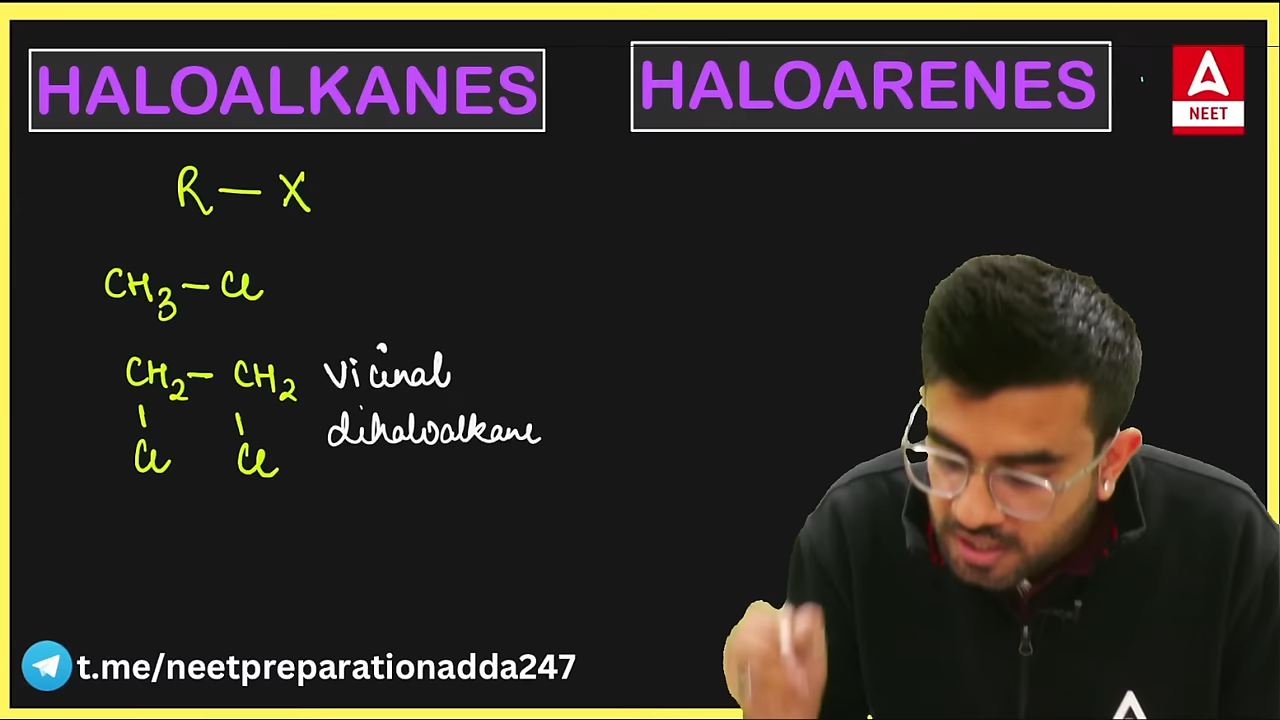 HALOALKANES
HALOARENES
NEET
R — X
CH3 — Cl
CH2 — CH2
Cl Cl
Vicinal
dihaloalkane
t.me/neetpreparationadda247